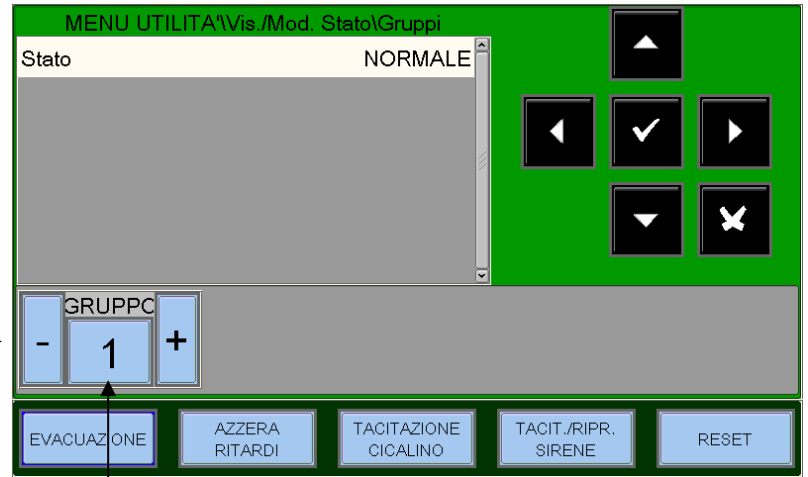 MENU UTILITA'\Vis./Mod. Stato\Gruppi
Stato NORMALE
GRUPPO
- 1 +
EVACUAZIONE
AZZERA
RITARDI
TACITAZIONE
CICALINO
TACIT./RIPR.
SIRENE
RESET